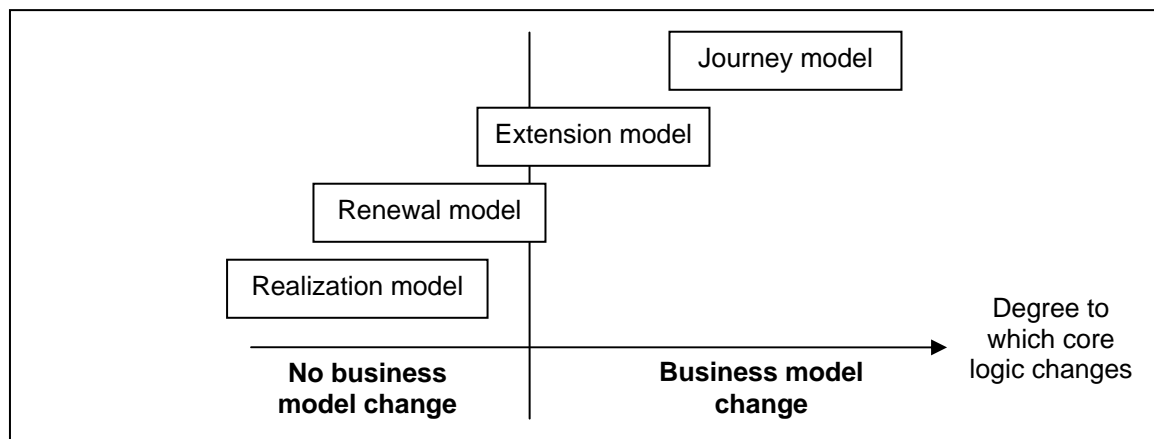 Journey model
Extension model
Renewal model
Realization model
Degree to
which core
logic changes
No business
model change
Business model
change